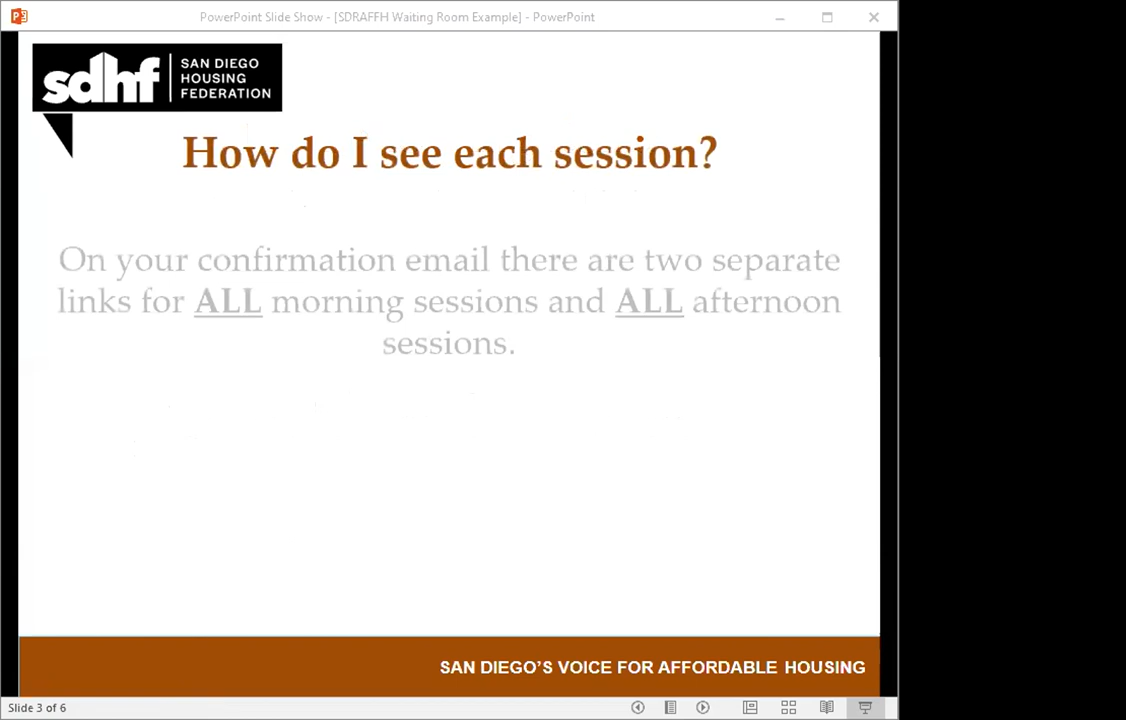 PowerPoint Slide Show - [SDRAFFH Waiting Room Example] - PowerPoint
sdhf
SAN DIEGO
HOUSING
FEDERATION
How do I see each session?
On your confirmation email there are two separate
links for ALL morning sessions and ALL afternoon
sessions.
SAN DIEGO'S VOICE FOR AFFORDABLE HOUSING
Slide 3 of 6